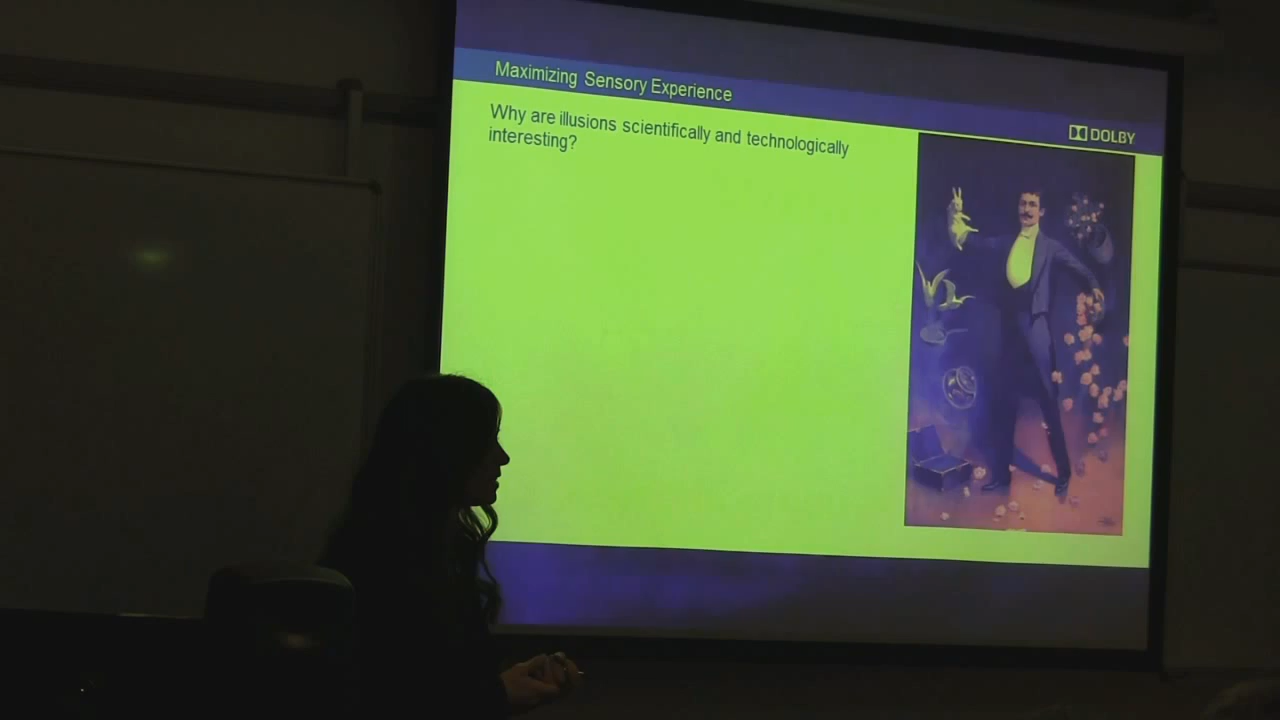 Maximizing Sensory Experience
DOLBY
Why are illusions scientifically and technologically
interesting?